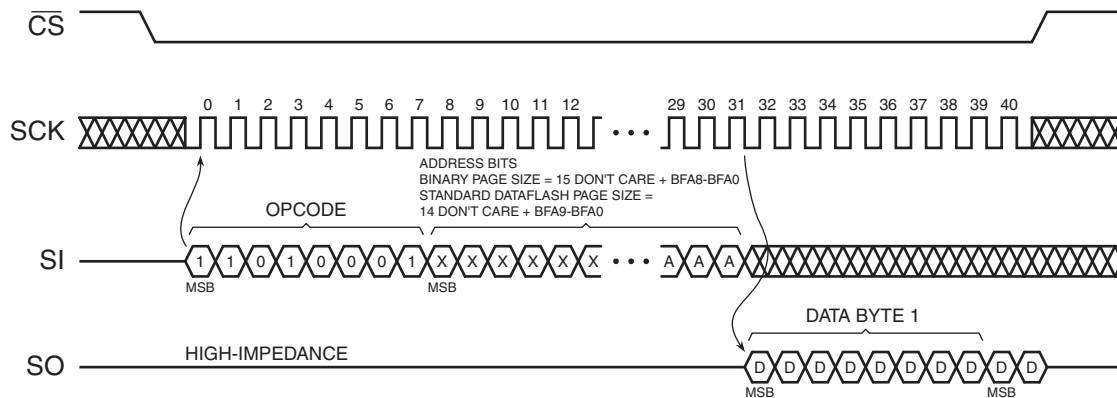 CS
0 1 2 3 4 5 6 7 8 9 10 11 12 29 30 31 32 33 34 35 36 37 38 39 40
SCK
• • •
ADDRESS BITS
BINARY PAGE SIZE = 15 DON'T CARE + BFA8-BFA0
STANDARD DATAFLASH PAGE SIZE =
14 DON'T CARE + BFA9-BFA0
OPCODE
SI 1 1 0 1 0 0 0 1 X X X X X X • • • A A A
MSB MSB
DATA BYTE 1
HIGH-IMPEDANCE
SO D D D D D D D D D D
MSB MSB